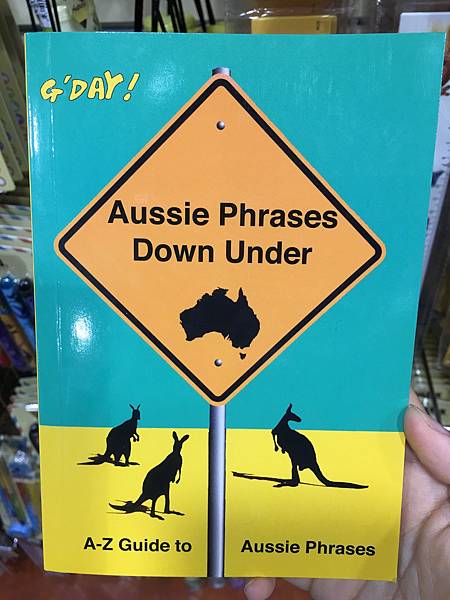 G'DAY!
Aussie Phrases
Down Under
A-Z Guide to Aussie Phrases